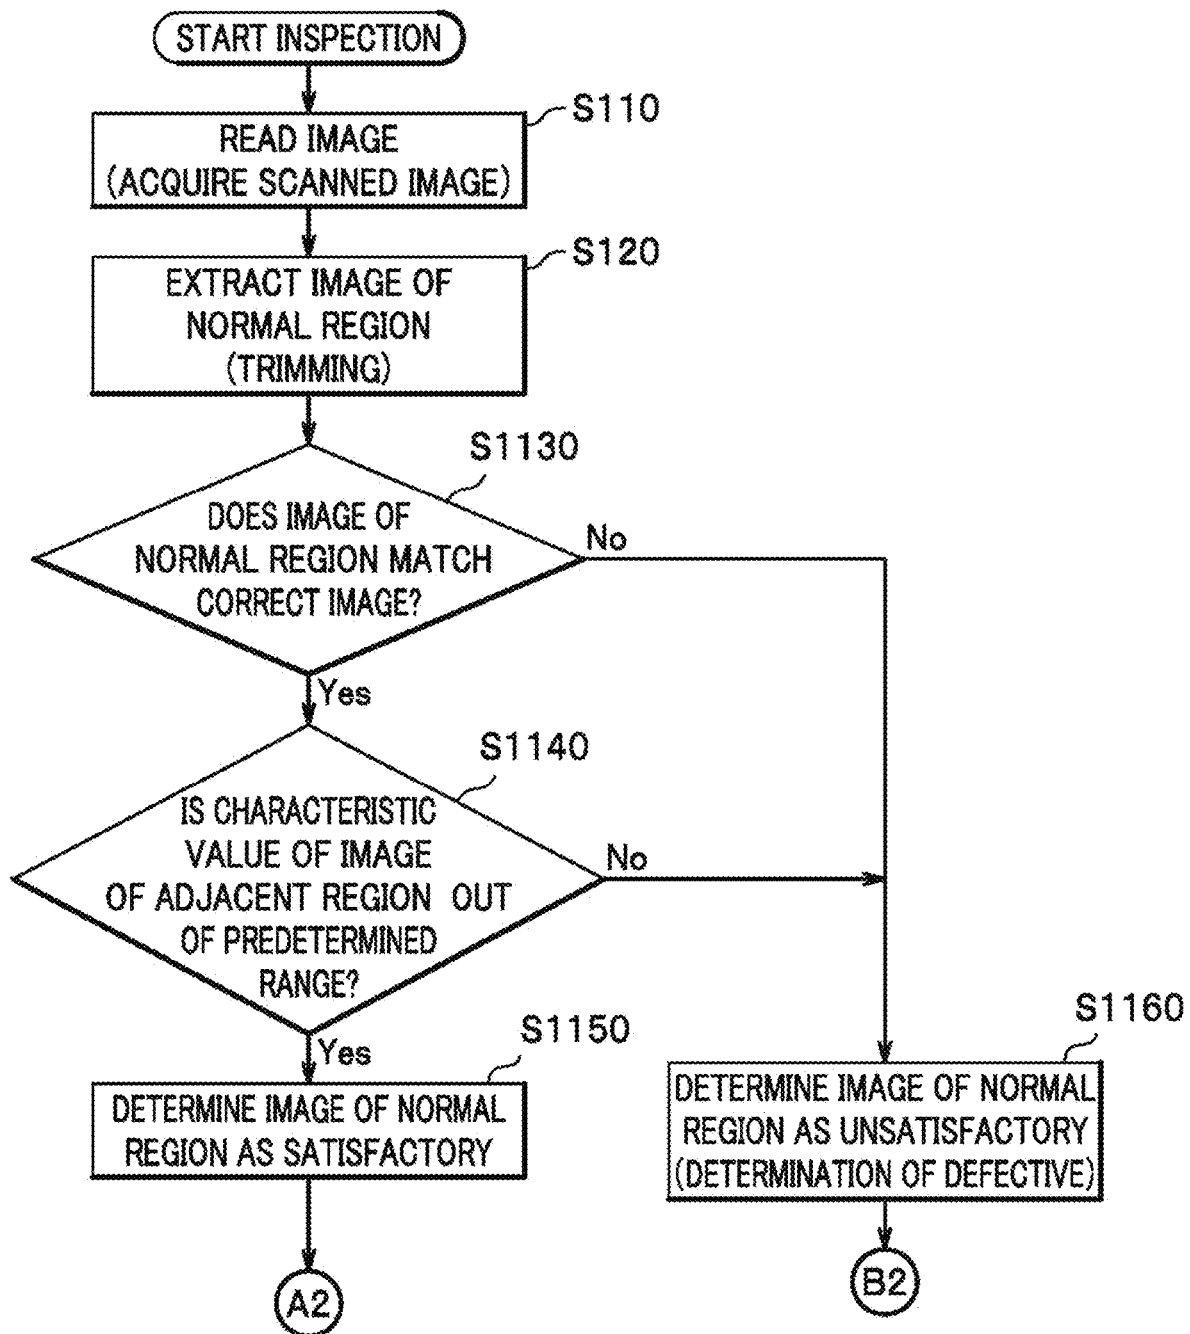 START INSPECTION
S110
READ IMAGE
(ACQUIRE SCANNED IMAGE)
S120
EXTRACT IMAGE OF
NORMAL REGION
(TRIMMING)
S1130
DOES IMAGE OF
NORMAL REGION MATCH
CORRECT IMAGE?
No
Yes
S1140
IS CHARACTERISTIC
VALUE OF IMAGE
OF ADJACENT REGION OUT
OF PREDETERMINED
RANGE?
No
Yes
S1150
DETERMINE IMAGE OF NORMAL
REGION AS SATISFACTORY
A2
S1160
DETERMINE IMAGE OF NORMAL
REGION AS UNSATISFACTORY
(DETERMINATION OF DEFECTIVE)
B2